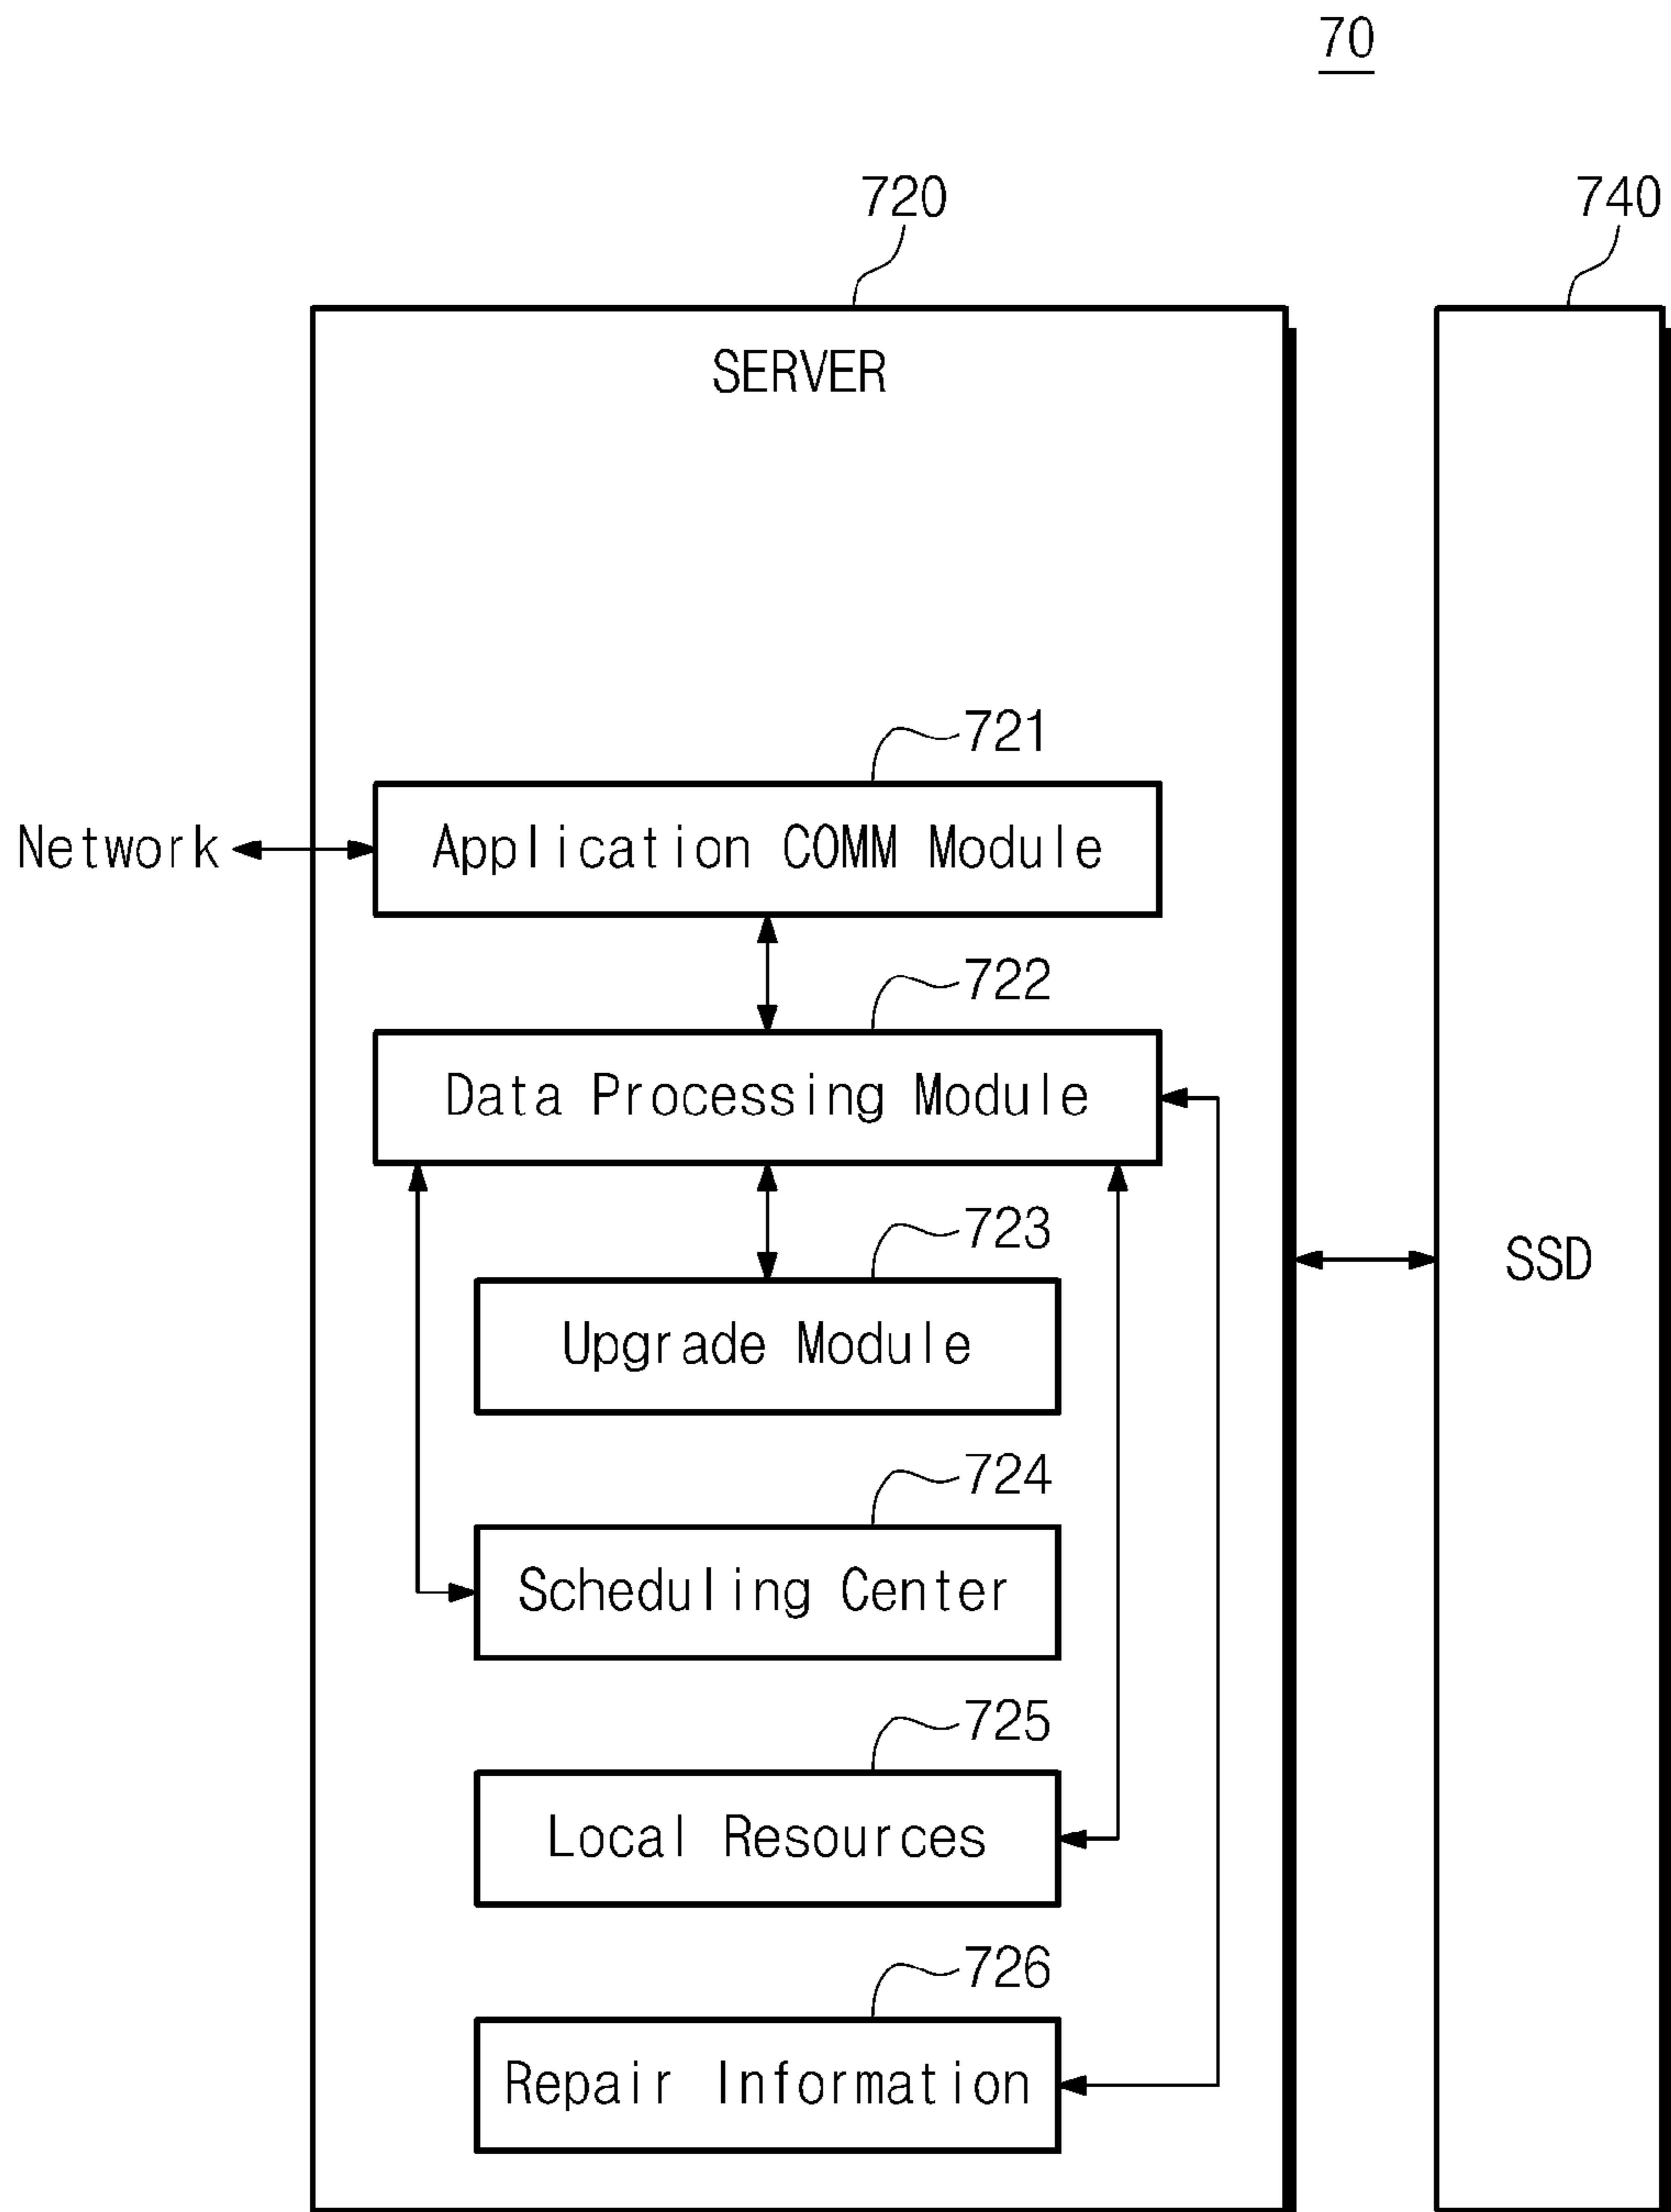 70
720
740
SERVER
721
Network
Application COMM Module
722
Data Processing Module
723
SSD
Upgrade Module
724
Scheduling Center
725
Local Resources
726
Repair Information